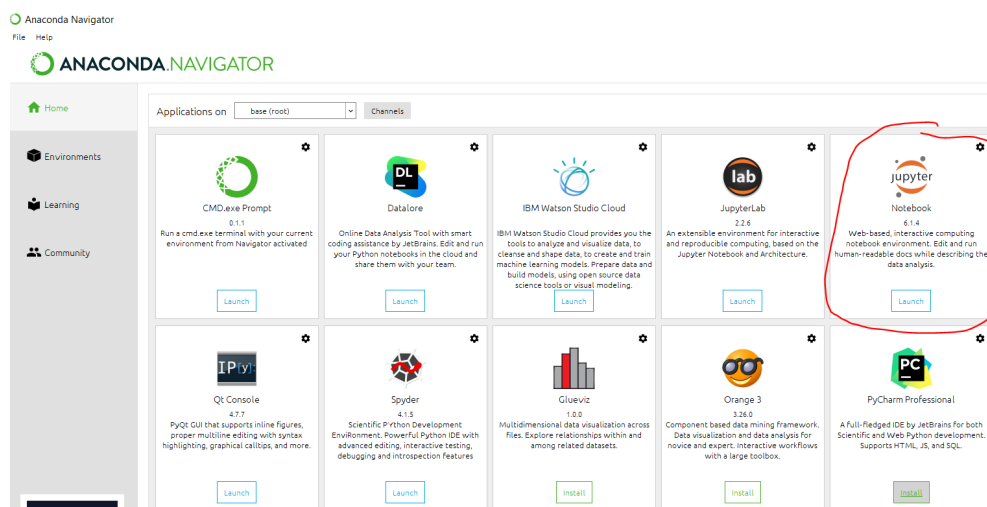 Anaconda Navigator
File Help
ANACONDA.NAVIGATOR
Home
Environments
Learning
Community
Applications on base (root) Channels
CMD.exe Prompt
0.1.1
Run a cmd.exe terminal with your current
environment from Navigator activated
Launch
DL
Datalore
Online Data Analysis Tool with smart
coding assistance by JetBrains. Edit and run
your Python notebooks in the cloud and
share them with your team.
Launch
IBM Watson Studio Cloud
IBM Watson Studio Cloud provides you the
tools to analyze and visualize data, to
cleanse and shape data, to create and train
machine learning models. Prepare data and
build models, using open source data
science tools or visual modeling.
Launch
lab
JupyterLab
2.2.6
An extensible environment for interactive
and reproducible computing, based on the
Jupyter Notebook and Architecture.
Launch
jupyter
Notebook
6.1.4
Web-based, interactive computing
notebook environment. Edit and run
human-readable docs while describing the
data analysis.
Launch
IP[y]:
Qt Console
4.7.7
PyQt GUI that supports inline figures,
proper multiline editing with syntax
highlighting, graphical calltips, and more.
Launch
Spyder
4.1.5
Scientific PYthon Development
EnviRonment. Powerful Python IDE with
advanced editing, interactive testing,
debugging and introspection features
Launch
Glueviz
1.0.0
Multidimensional data visualization across
files. Explore relationships within and
among related datasets.
Install
Orange 3
3.26.0
Component based data mining framework.
Data visualization and data analysis for
novice and expert. Interactive workflows
with a large toolbox.
Install
PC
PyCharm Professional
A full-fledged IDE by JetBrains for both
Scientific and Web Python development.
Supports HTML, JS, and SQL.
Install